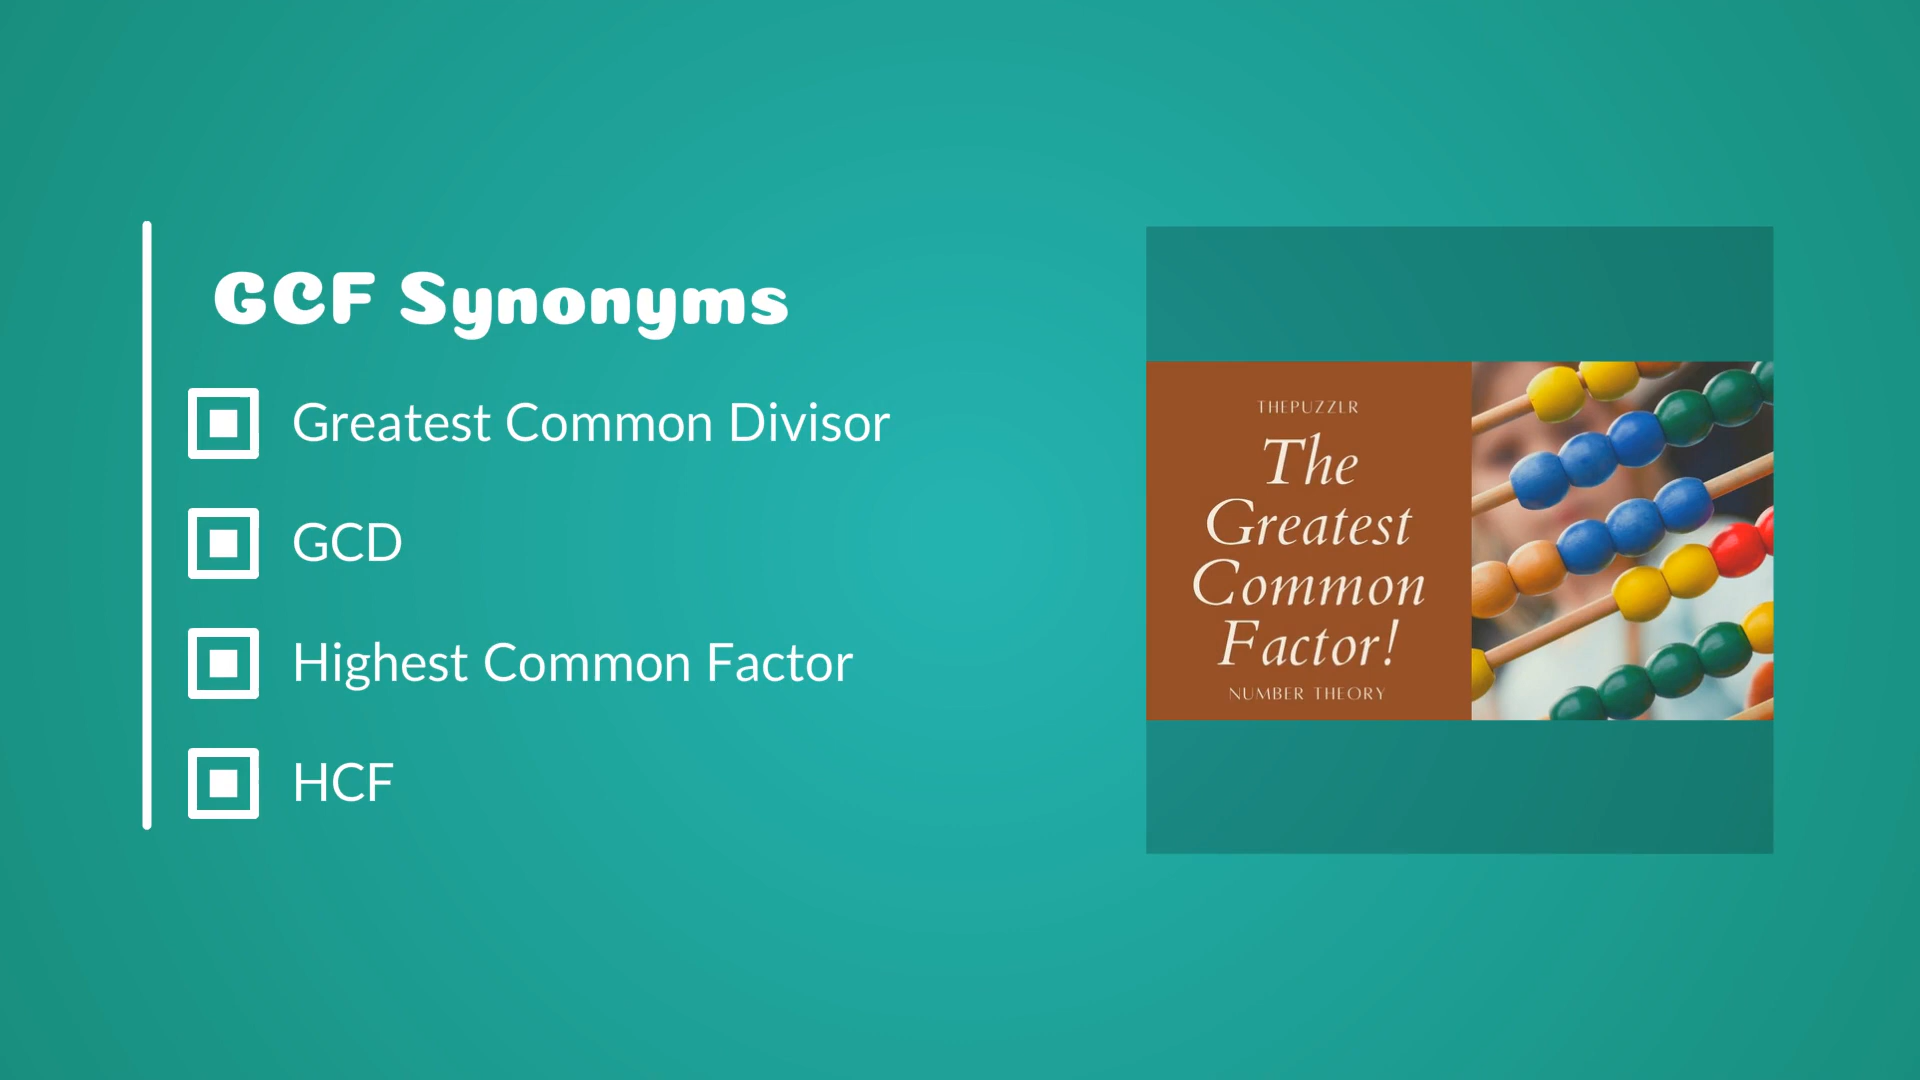 GCF Synonyms
Greatest Common Divisor
GCD
Highest Common Factor
HCF
THEPUZZLR
The
Greatest
Common
Factor!
NUMBER THEORY